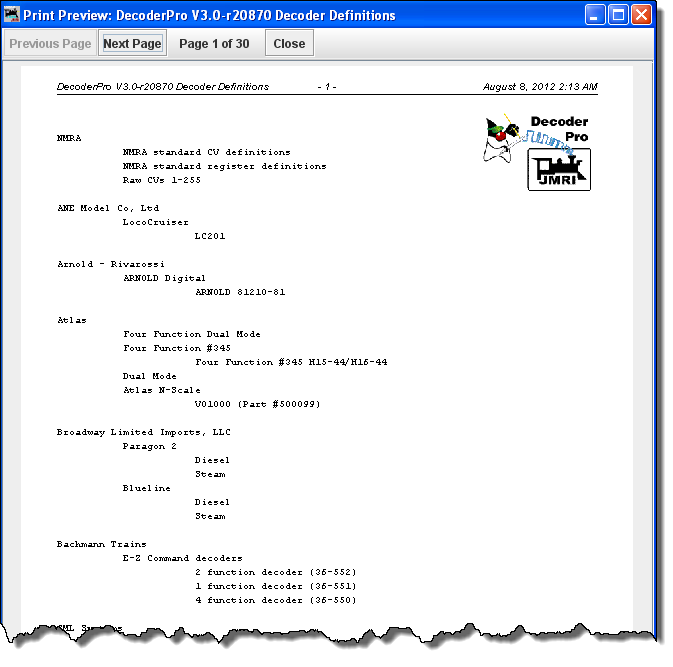 Print Preview: DecoderPro V3.0-r20870 Decoder Definitions
Previous Page Next Page Page 1 of 30 Close
DecoderPro V3.0-r20870 Decoder Definitions - 1 - August 8, 2012 2:13 AM
Decoder
Pro
JMRI
NMRA
NMRA standard CV definitions
NMRA standard register definitions
Raw CVs 1-255
ANE Model Co, Ltd
LocoCruiser
LC201
Arnold - Rivarossi
ARNOLD Digital
ARNOLD 81210-81
Atlas
Four Function Dual Mode
Four Function #345
Four Function #345 H15-44/H16-44
Dual Mode
Atlas N-Scale
VO1000 (Part #500099)
Broadway Limited Imports, LLC
Paragon 2
Diesel
Steam
Blueline
Diesel
Steam
Bachmann Trains
E-Z Command decoders
2 function decoder (36-552)
1 function decoder (36-551)
4 function decoder (36-550)